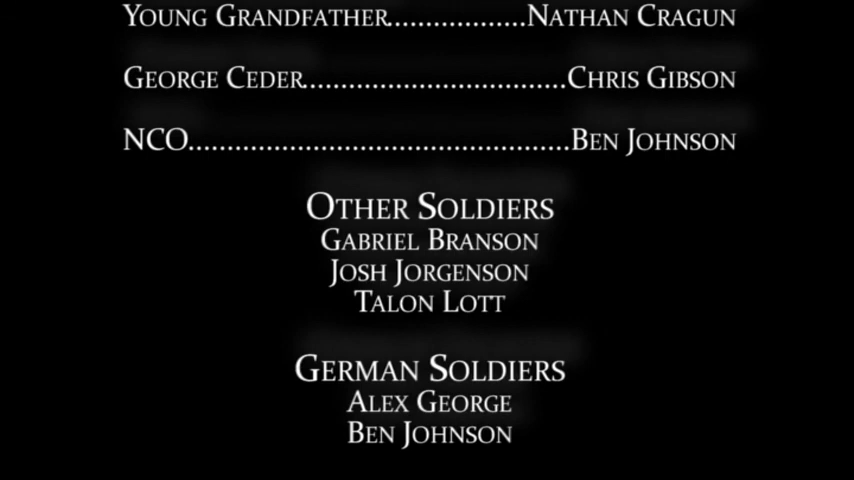 Young Grandfather..................Nathan Cragun
George Ceder..................................Chris Gibson
NCO.................................................Ben Johnson
Other Soldiers
Gabriel Branson
Josh Jorgenson
Talon Lott
German Soldiers
Alex George
Ben Johnson